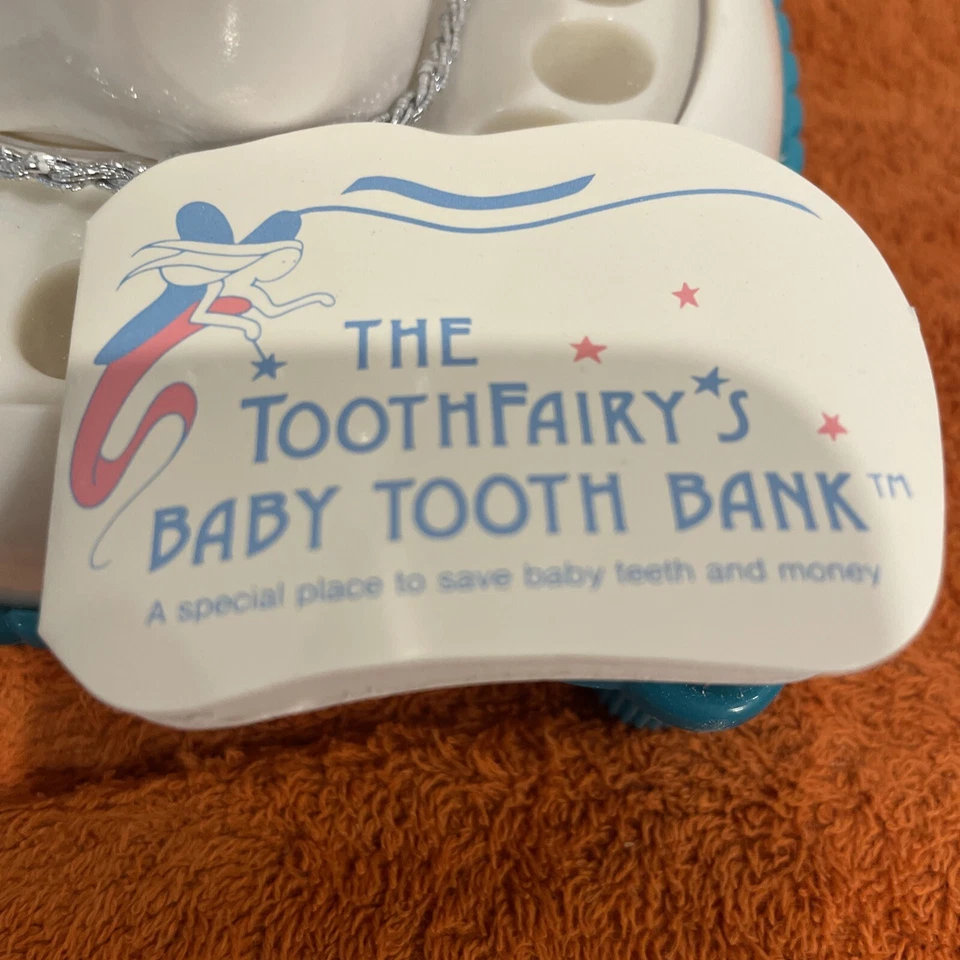 THE
TOOTHFAIRY'S
BABY TOOTH BANK™
A special place to save baby teeth and money